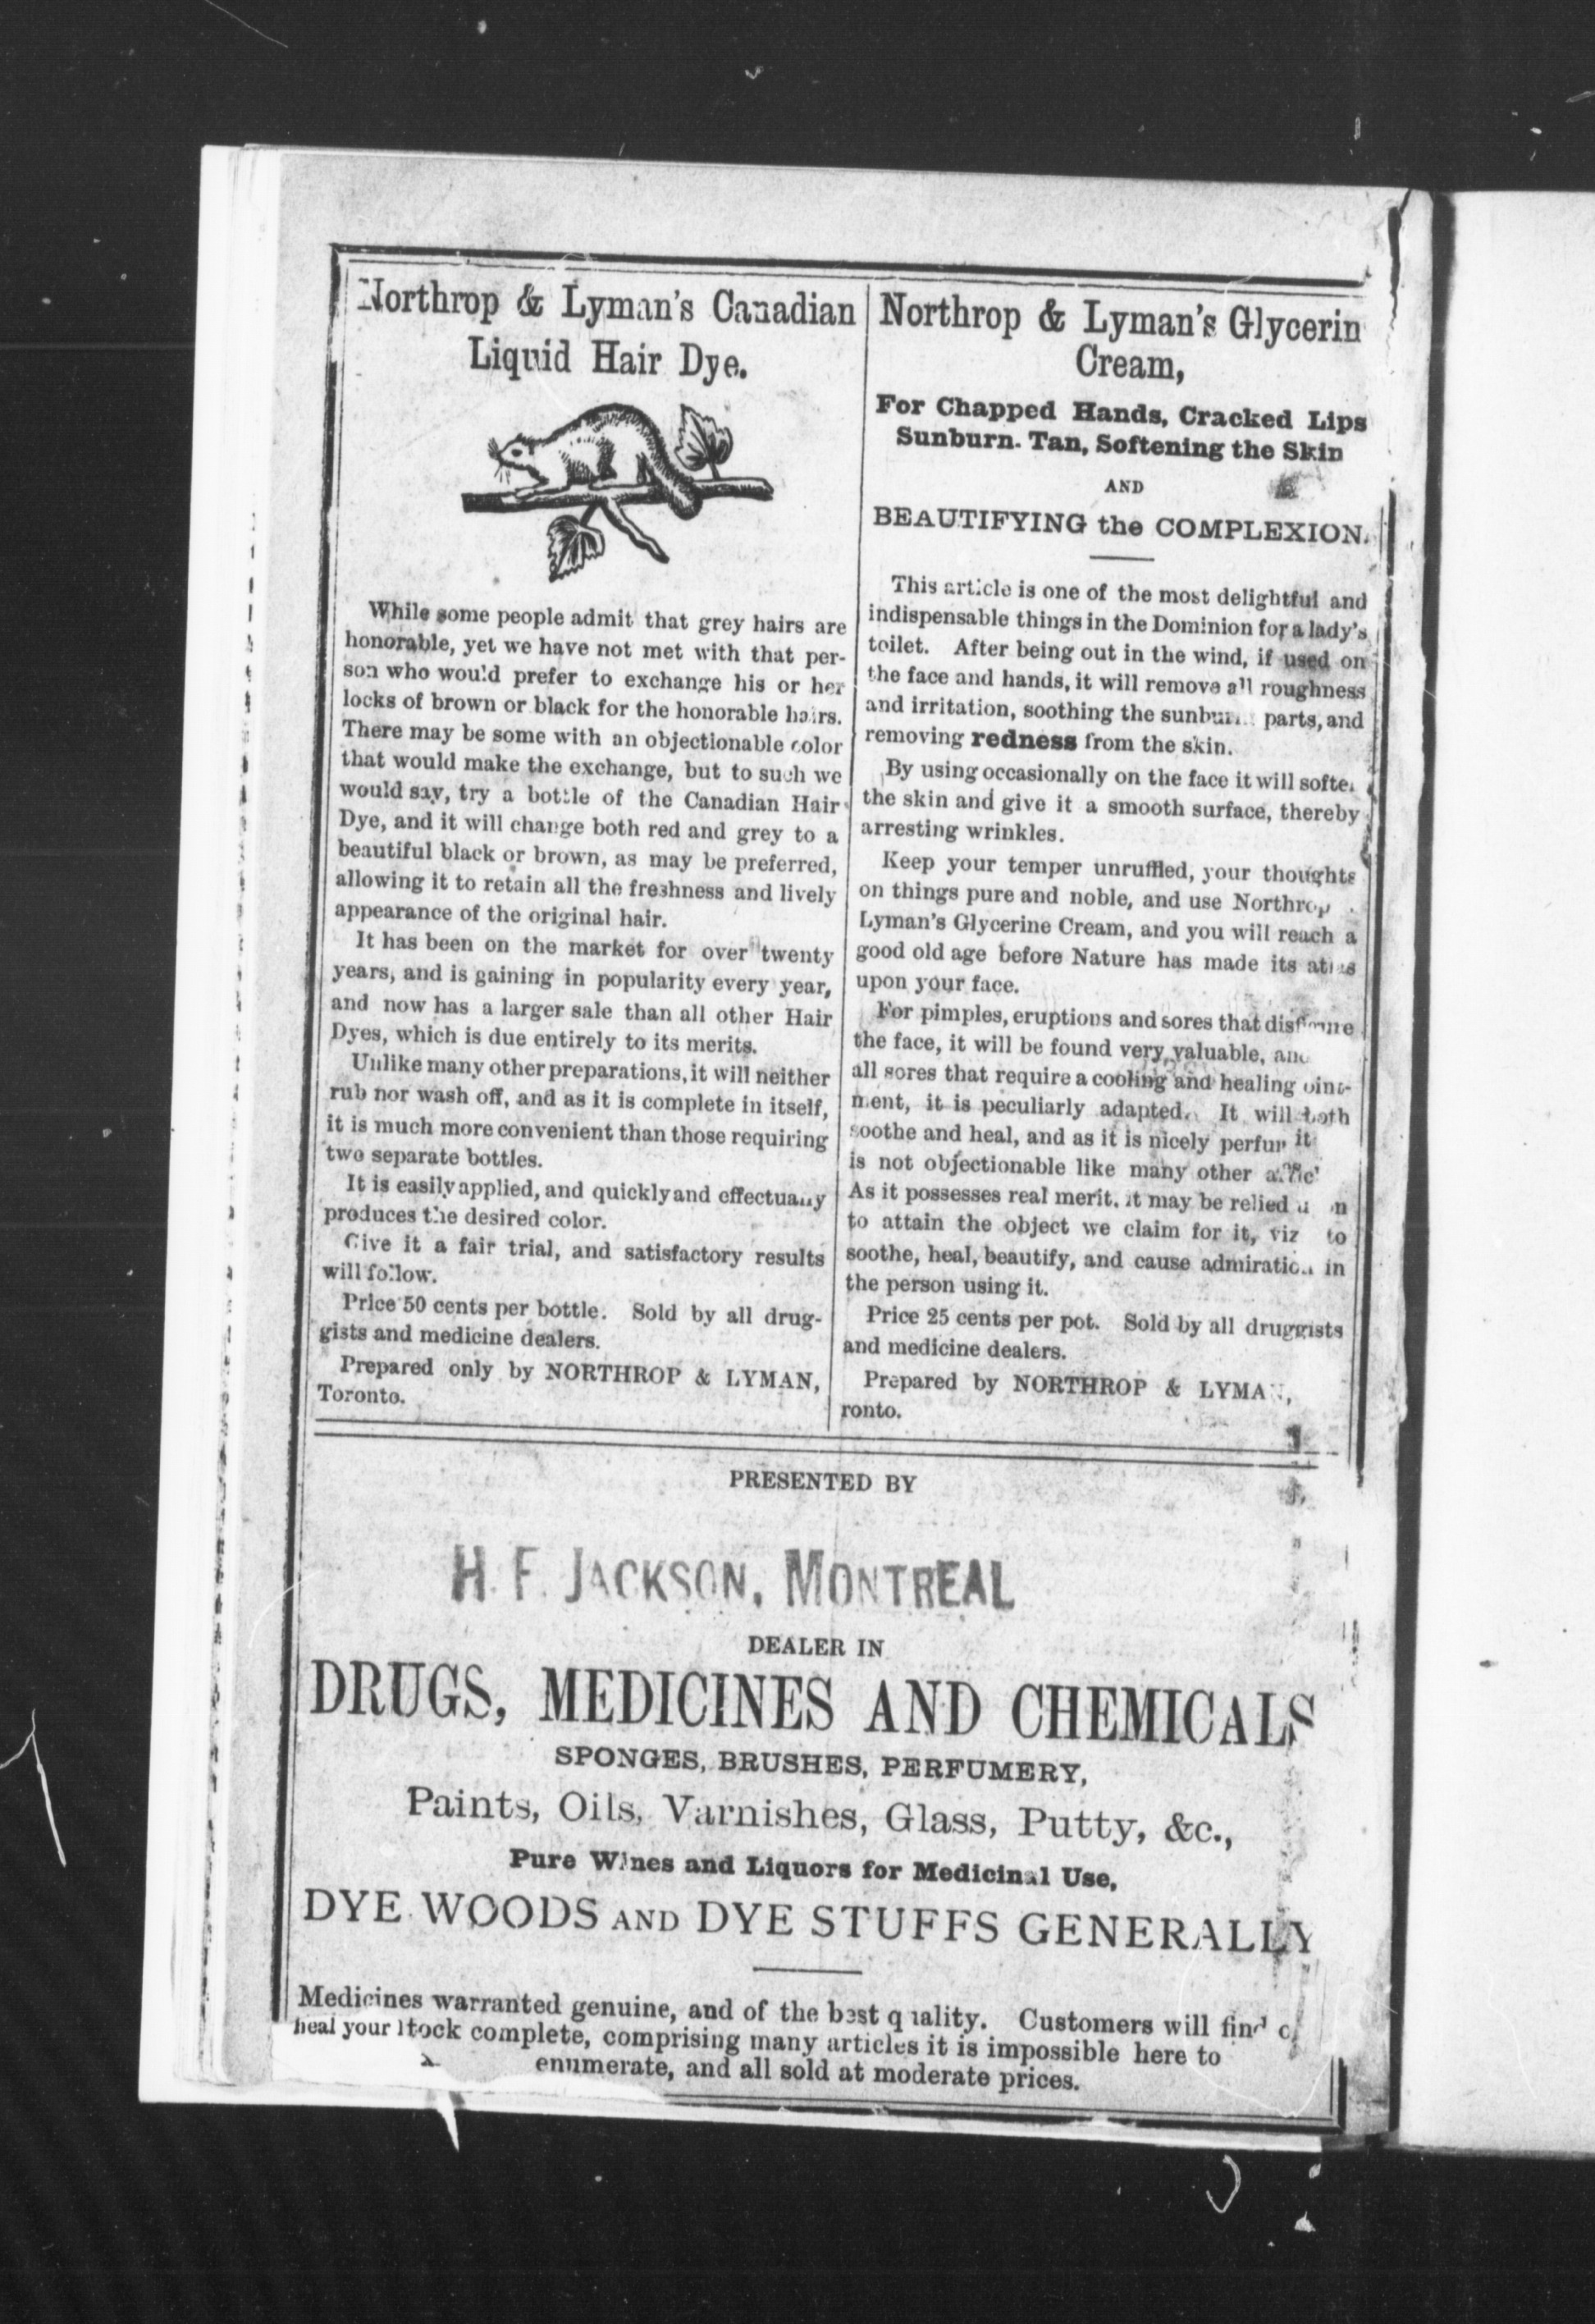 Northrop & Lyman's Canadian
Liquid Hair Dye.
While some people admit that grey hairs are
honorable, yet we have not met with that per-
son who would prefer to exchange his or her
locks of brown or black for the honorable hairs.
There may be some with an objectionable color
that would make the exchange, but to such we
would say, try a bottle of the Canadian Hair
Dye, and it will change both red and grey to a
beautiful black or brown, as may be preferred,
allowing it to retain all the freshness and lively
appearance of the original hair.
It has been on the market for over twenty
years, and is gaining in popularity every year,
and now has a larger sale than all other Hair
Dyes, which is due entirely to its merits.
Unlike many other preparations, it will neither
rub nor wash off, and as it is complete in itself,
it is much more convenient than those requiring
two separate bottles.
It is easily applied, and quickly and effectually
produces the desired color.
Give it a fair trial, and satisfactory results
will follow.
Price 50 cents per bottle. Sold by all drug-
gists and medicine dealers.
Prepared only by NORTHROP & LYMAN,
Toronto.
Northrop & Lyman's Glycerin
Cream,
For Chapped Hands, Cracked Lips
Sunburn. Tan, Softening the Skin
AND
BEAUTIFYING the COMPLEXION.
This article is one of the most delightful and
indispensable things in the Dominion for a lady's
toilet. After being out in the wind, if used on
the face and hands, it will remove all roughness
and irritation, soothing the sunburnt parts, and
removing redness from the skin.
By using occasionally on the face it will softe
the skin and give it a smooth surface, thereby
arresting wrinkles.
Keep your temper unruffled, your thoughts
on things pure and noble, and use Northrop
Lyman's Glycerine Cream, and you will reach a
good old age before Nature has made its
upon your face.
For pimples, eruptions and sores that disfigure
the face, it will be found very valuable, and
all sores that require a cooling and healing oint-
ment, it is peculiarly adapted. It will both
soothe and heal, and as it is nicely perfu it
is not objectionable like many other
As it possesses real merit, it may be relied u n
to attain the object we claim for it, viz to
soothe, heal, beautify, and cause admiration in
the person using it.
Price 25 cents per pot. Sold by all druggists
and medicine dealers.
Prepared by NORTHROP & LYMAN,
ronto.
PRESENTED BY
H. F. JACKSON, MONTREAL
DEALER IN
DRUGS, MEDICINES AND CHEMICALS
SPONGES, BRUSHES, PERFUMERY,
Paints, Oils, Varnishes, Glass, Putty, &c.,
Pure Wines and Liquors for Medicinal Use,
DYE WOODS AND DYE STUFFS GENERALLY
Medicines warranted genuine, and of the best quality. Customers will find
heal your tock complete, comprising many articles it is impossible here to
enumerate, and all sold at moderate prices.